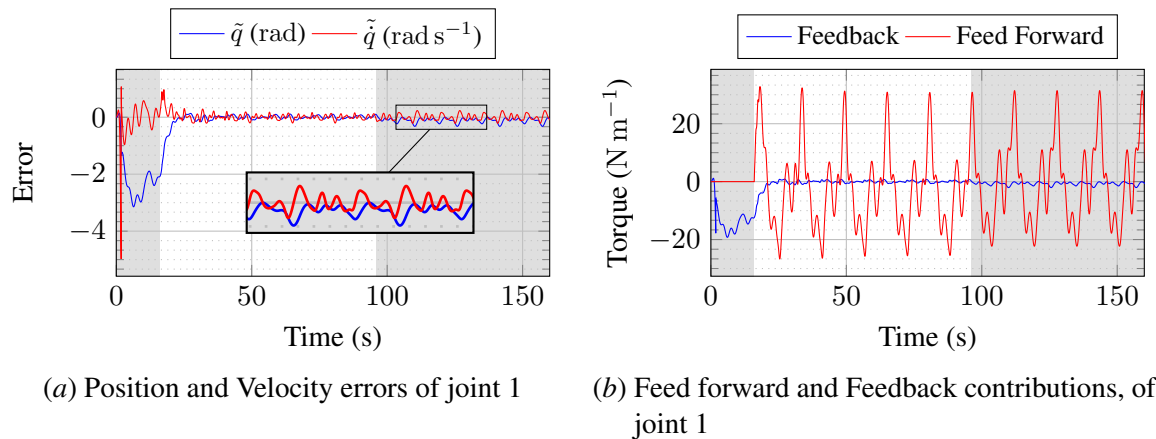 q̃ (rad) q̃̇ (rad s⁻¹)
Feedback Feed Forward
Error
0
−2
−4
0 50 100 150
Time (s)
Torque (N m⁻¹)
20
0
−20
0 50 100 150
Time (s)
(a) Position and Velocity errors of joint 1
(b) Feed forward and Feedback contributions, of
joint 1